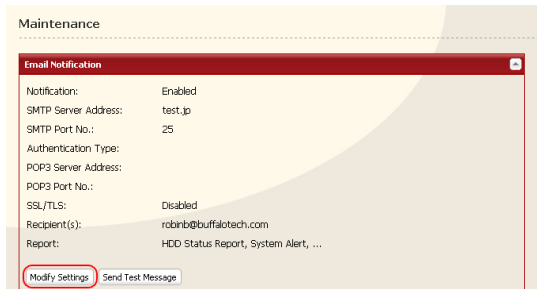 Maintenance
Email Notification
Notification: Enabled
SMTP Server Address: test.jp
SMTP Port No.: 25
Authentication Type:
POP3 Server Address:
POP3 Port No.:
SSL/TLS: Disabled
Recipient(s): robinb@buffalotech.com
Report: HDD Status Report, System Alert, ...
Modify Settings Send Test Message